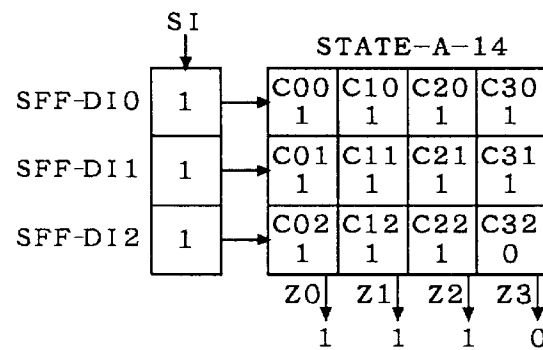 SI
STATE-A-14
SFF-DI0 1 C00 C10 C20 C30
1 1 1 1
SFF-DI1 1 C01 C11 C21 C31
1 1 1 1
SFF-DI2 1 C02 C12 C22 C32
1 1 1 0
Z0 Z1 Z2 Z3
1 1 1 0